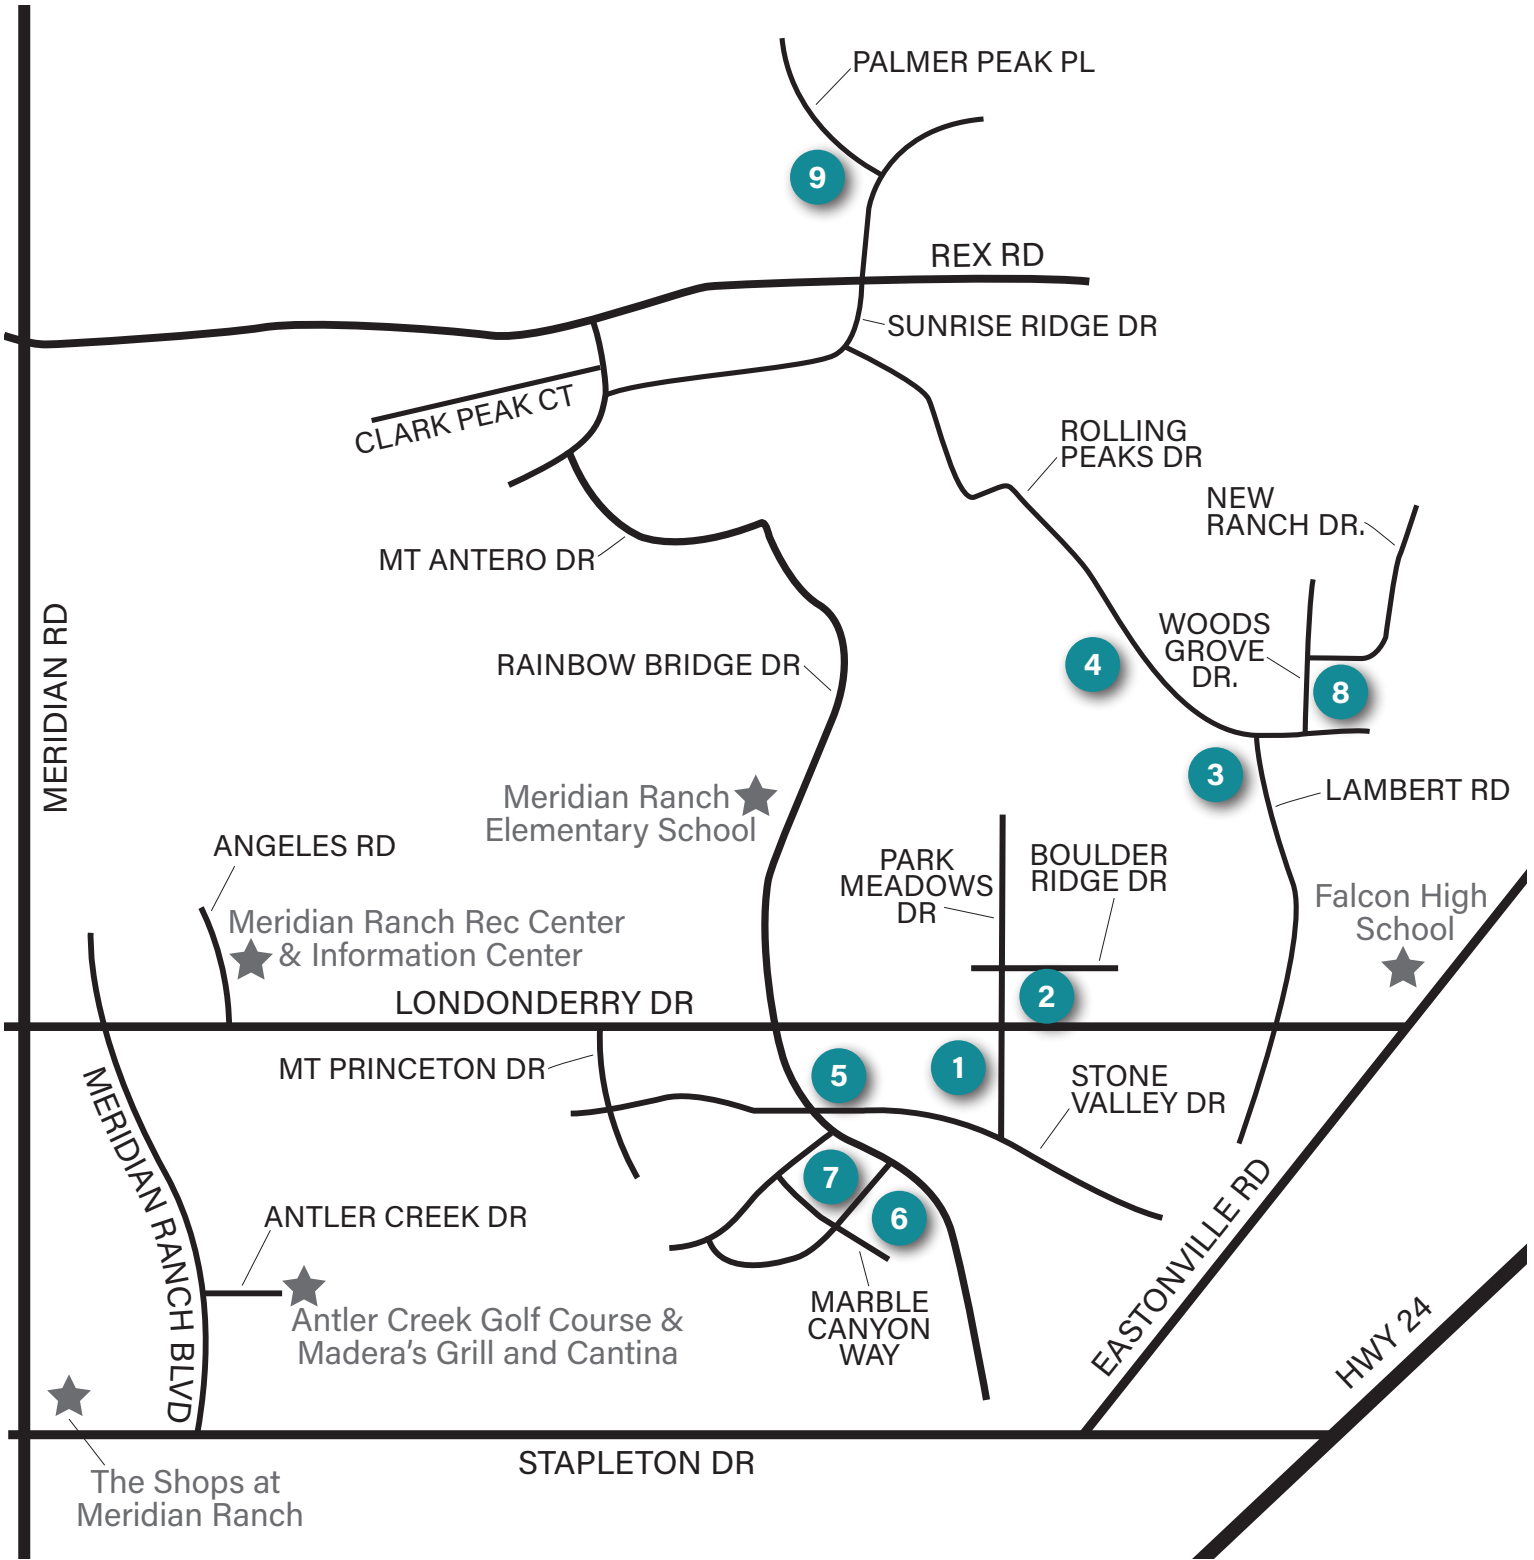 PALMER PEAK PL
9
REX RD
SUNRISE RIDGE DR
CLARK PEAK CT
ROLLING
PEAKS DR
NEW
RANCH DR.
MT ANTERO DR
MERIDIAN RD
RAINBOW BRIDGE DR
4
WOODS
GROVE
DR.
8
3
LAMBERT RD
Meridian Ranch
Elementary School
ANGELES RD
PARK
MEADOWS
DR
BOULDER
RIDGE DR
Falcon High
School
Meridian Ranch Rec Center
& Information Center
LONDONDERRY DR
2
MT PRINCETON DR
5
1
STONE
VALLEY DR
MERIDIAN RANCH BLVD
7
6
ANTLER CREEK DR
Antler Creek Golf Course &
Madera's Grill and Cantina
MARBLE
CANYON
WAY
EASTONVILLE RD
HWY 24
STAPLETON DR
The Shops at
Meridian Ranch